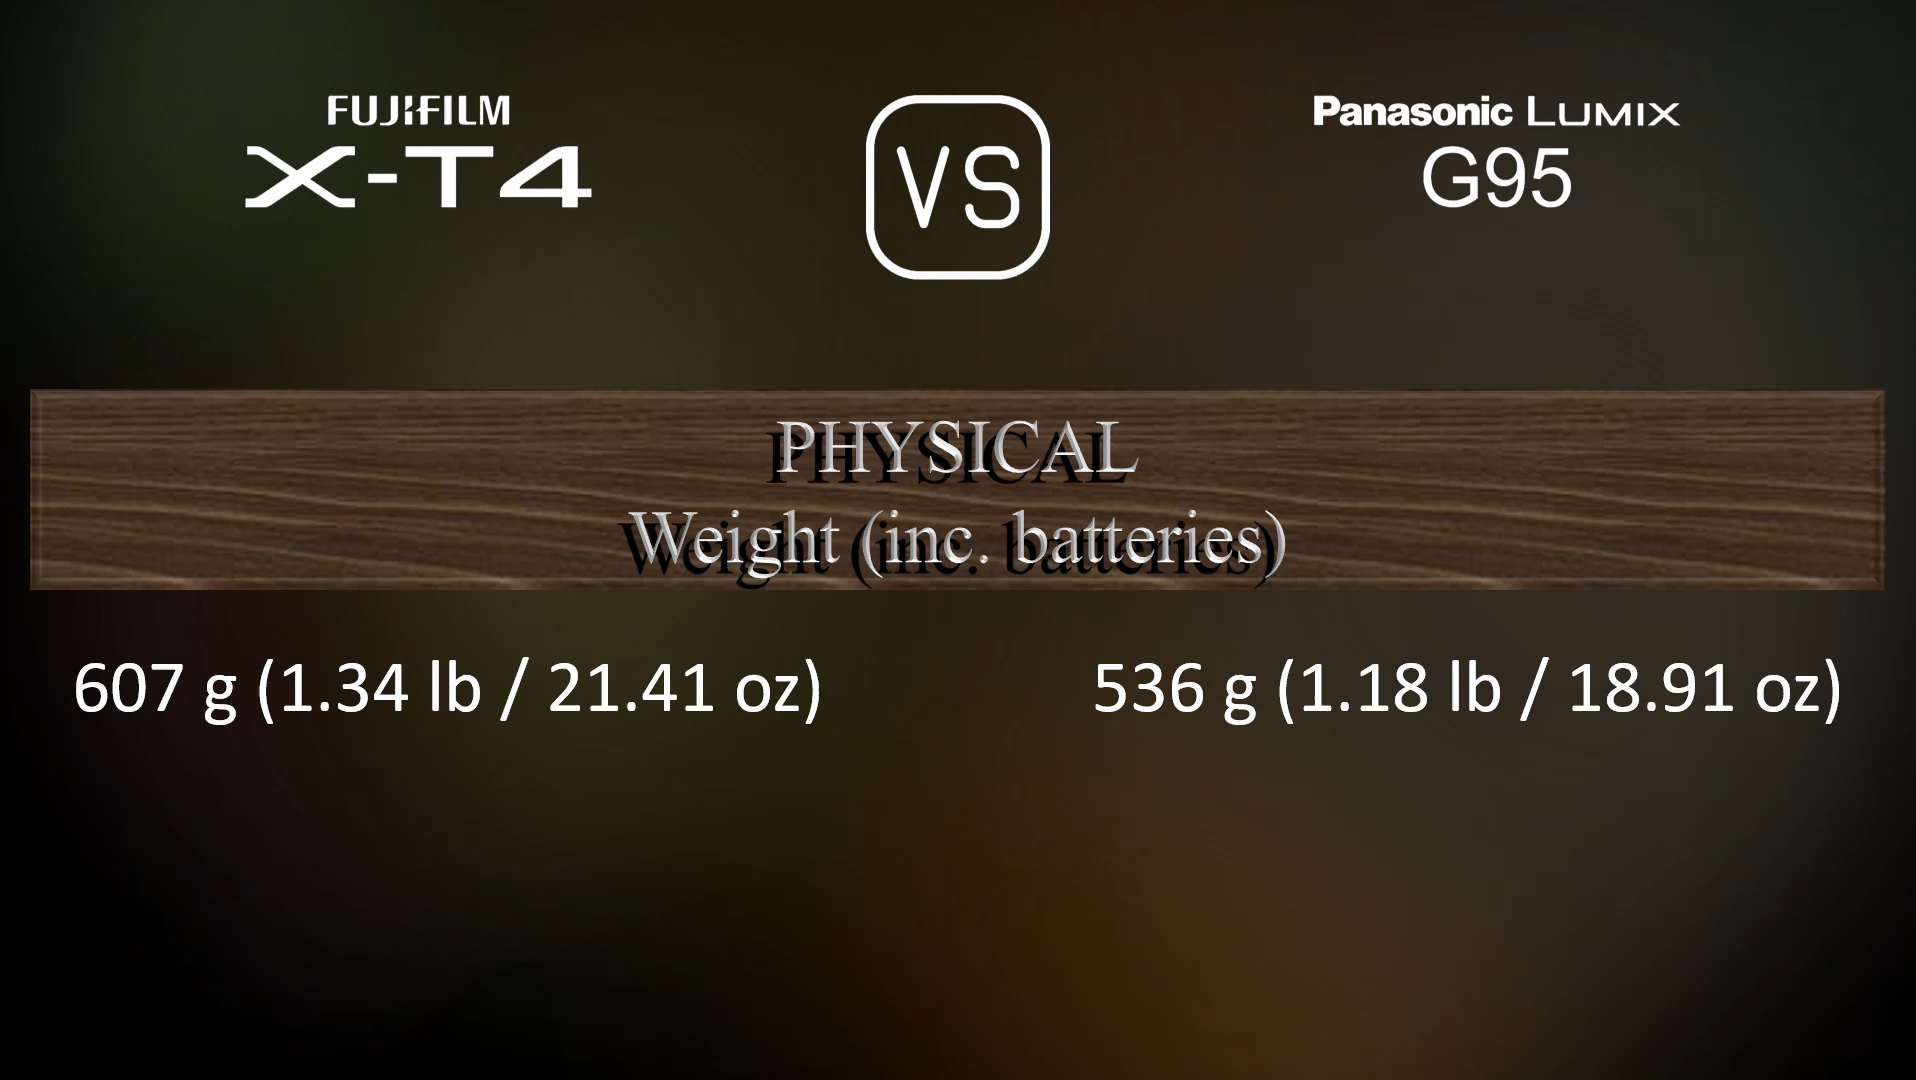 FUJIFILM
X-T4
VS
Panasonic LUMIX
G95
PHYSICAL
Weight (inc. batteries)
607 g (1.34 lb / 21.41 oz)
536 g (1.18 lb / 18.91 oz)